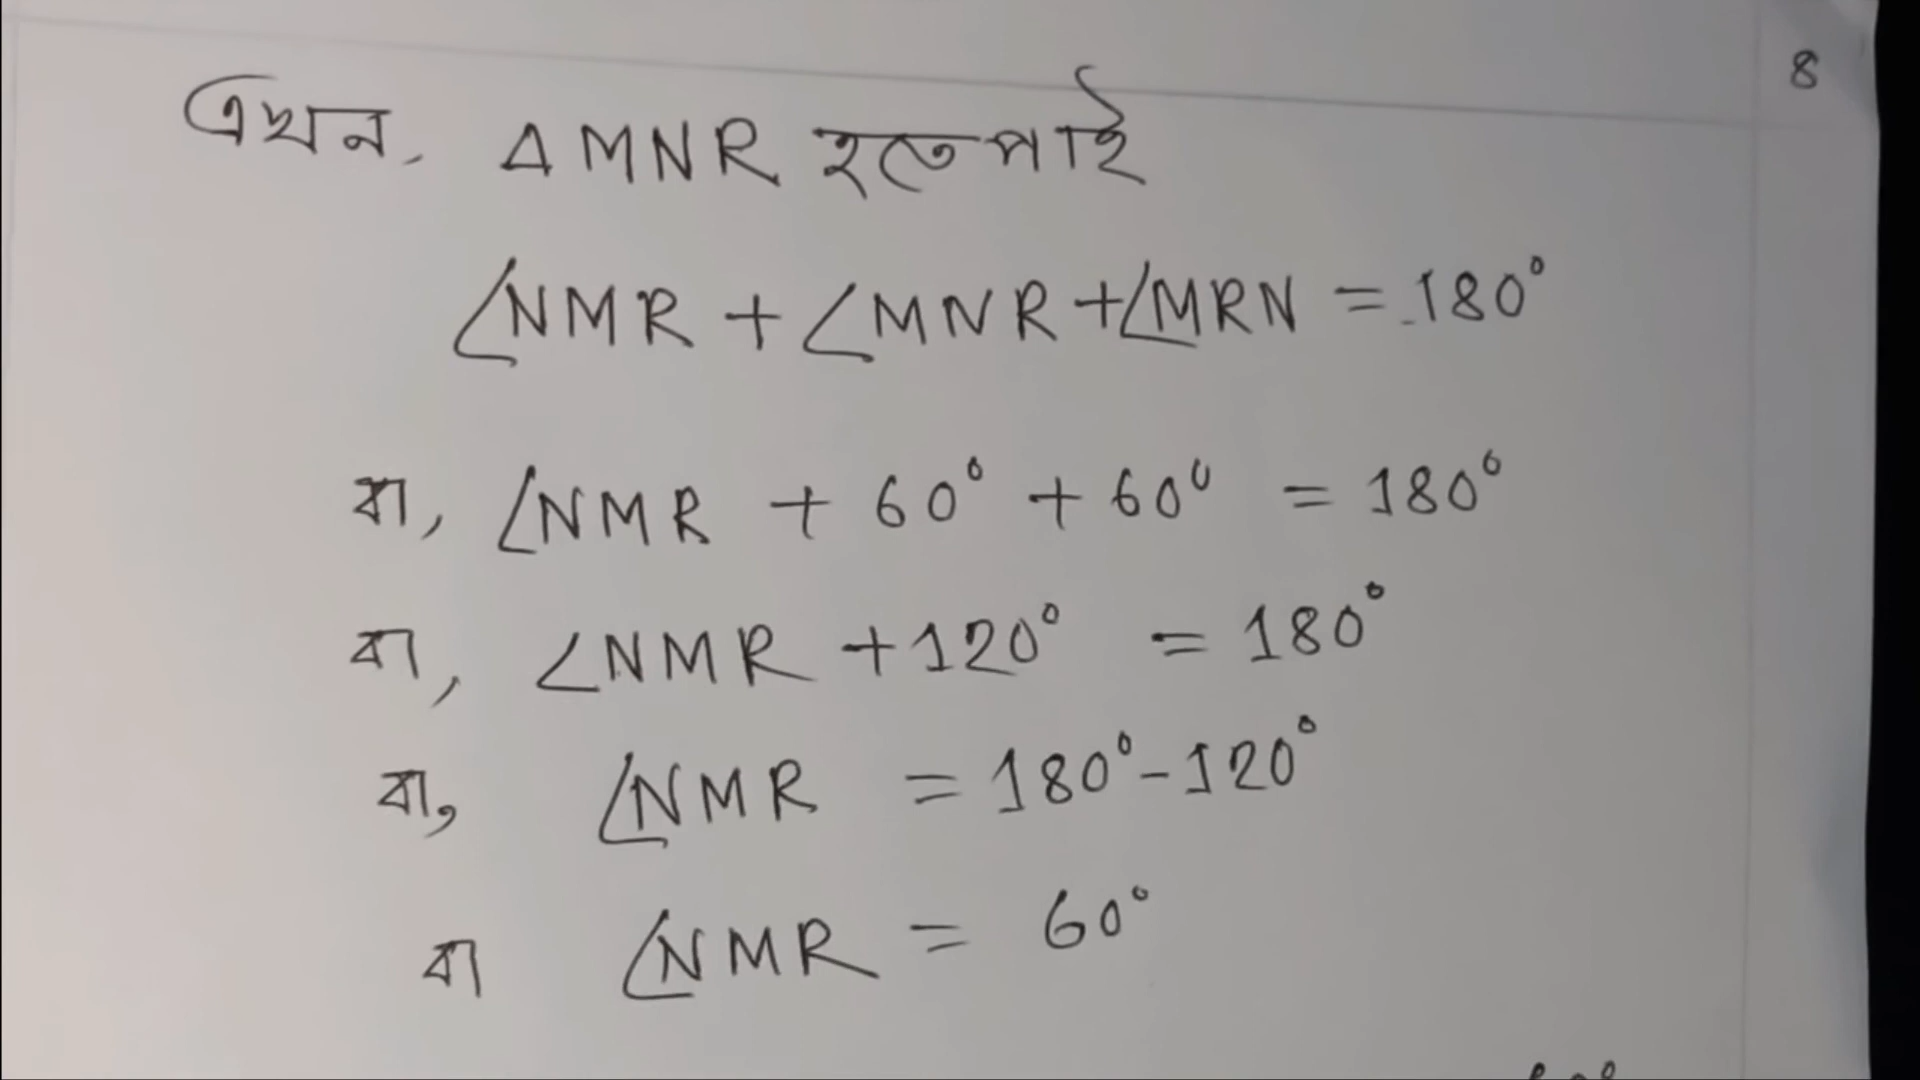 8
এখন, ΔMNR হতে পাই
∠NMR + ∠MNR + ∠MRN = 180°
বা, ∠NMR + 60° + 60° = 180°
বা, ∠NMR + 120° = 180°
বা, ∠NMR = 180° - 120°
বা ∠NMR = 60°